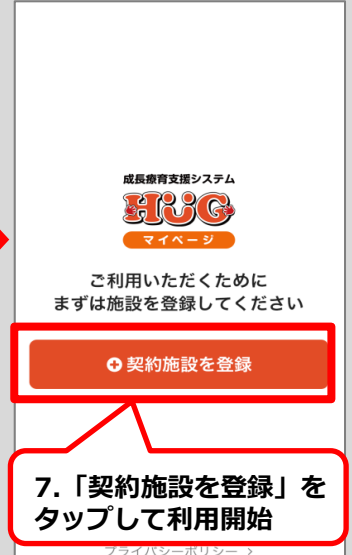 成長療育支援システム
HUG
マイページ
ご利用いただくために
まずは施設を登録してください
契約施設を登録
7.「契約施設を登録」を
タップして利用開始
プライバシーポリシー >